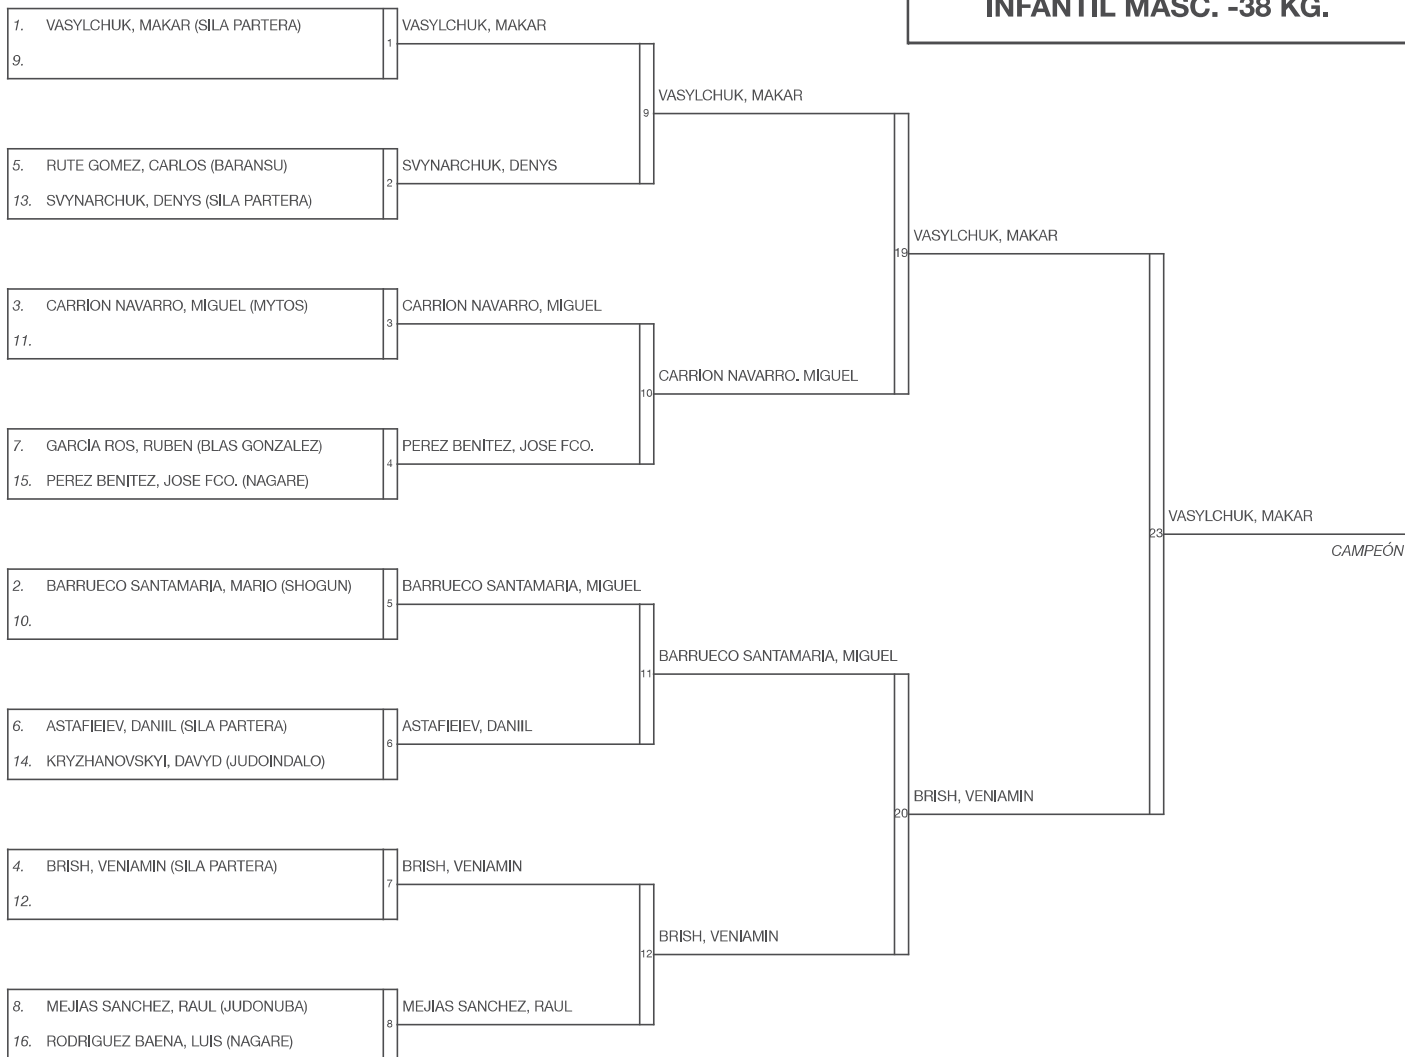 INFANTIL MASC. -38 KG.
1. VASYLCHUK, MAKAR (SILA PARTERA)
9.
1
VASYLCHUK, MAKAR
5. RUTE GOMEZ, CARLOS (BARANSU)
13. SVYNARCHUK, DENYS (SILA PARTERA)
2
SVYNARCHUK, DENYS
9
VASYLCHUK, MAKAR
3. CARRION NAVARRO, MIGUEL (MYTOS)
11.
3
CARRION NAVARRO, MIGUEL
7. GARCIA ROS, RUBEN (BLAS GONZALEZ)
15. PEREZ BENITEZ, JOSE FCO. (NAGARE)
4
PEREZ BENITEZ, JOSE FCO.
10
CARRION NAVARRO. MIGUEL
19
VASYLCHUK, MAKAR
2. BARRUECO SANTAMARIA, MARIO (SHOGUN)
10.
5
BARRUECO SANTAMARIA, MIGUEL
6. ASTAFIEIEV, DANIIL (SILA PARTERA)
14. KRYZHANOVSKYI, DAVYD (JUDOINDALO)
6
ASTAFIEIEV, DANIIL
11
BARRUECO SANTAMARIA, MIGUEL
4. BRISH, VENIAMIN (SILA PARTERA)
12.
7
BRISH, VENIAMIN
8. MEJIAS SANCHEZ, RAUL (JUDONUBA)
16. RODRIGUEZ BAENA, LUIS (NAGARE)
8
MEJIAS SANCHEZ, RAUL
12
BRISH, VENIAMIN
20
BRISH, VENIAMIN
23
VASYLCHUK, MAKAR
CAMPEÓN